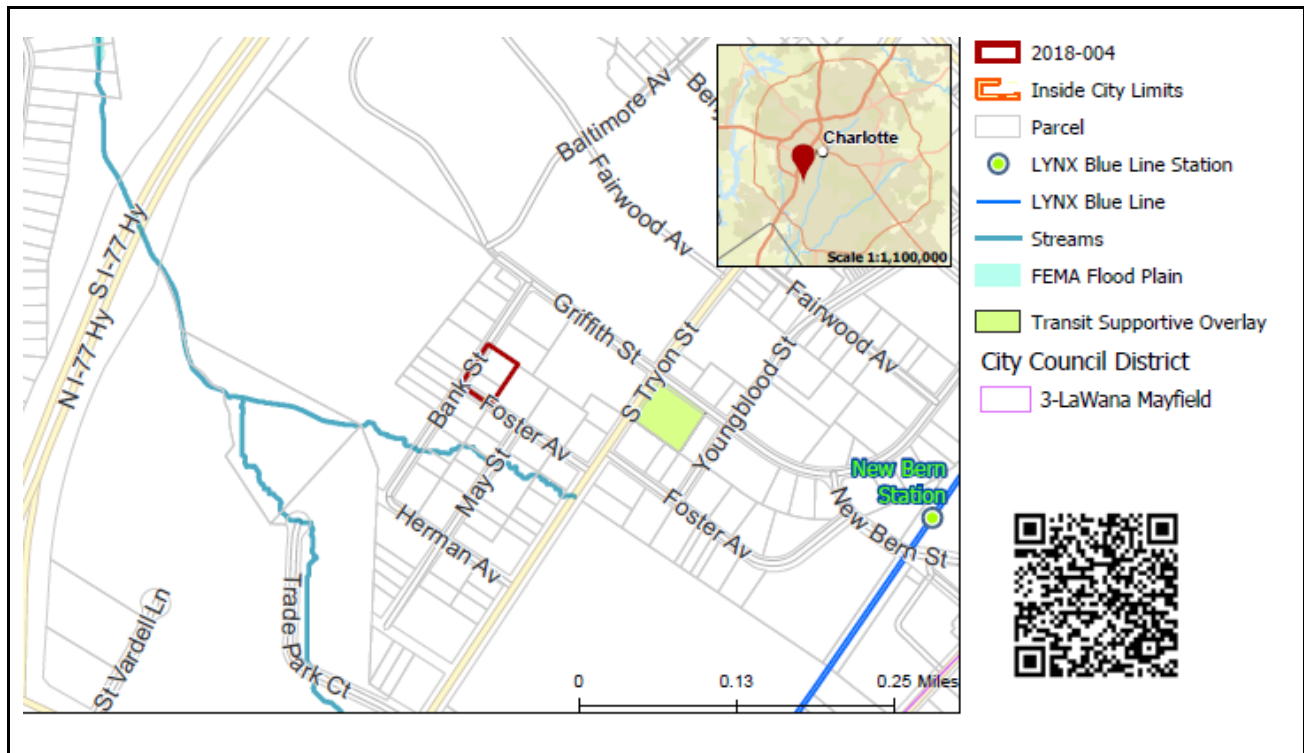 Baltimore Av
Ber
Charlotte
Scale 1:1,100,000
Fairwood Av
S I-77 Hy
N I-77 Hy
Griffith St
S Tryon St
Fairwood Av
Bank St
Foster Av
Youngblood St
May St
Herman Av
Foster Av
New Bern
Station
New Bern St
Trade Park Ct
St Vardell Ln
0
0.13
0.25 Miles
2018-004
Inside City Limits
Parcel
LYNX Blue Line Station
LYNX Blue Line
Streams
FEMA Flood Plain
Transit Supportive Overlay
City Council District
3-LaWana Mayfield